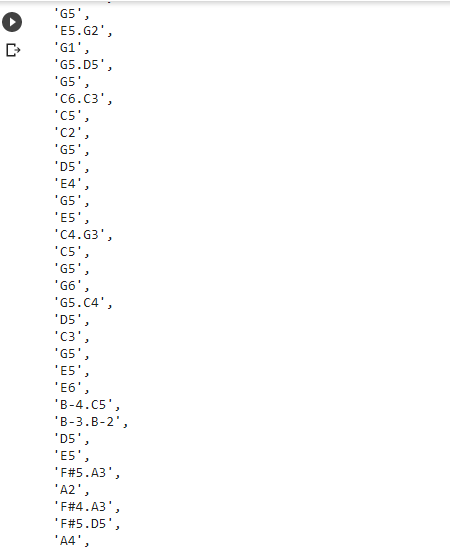 'G5',
'E5.G2',
'G1',
'G5.D5',
'G5',
'C6.C3',
'C5',
'C2',
'G5',
'D5',
'E4',
'G5',
'E5',
'C4.G3',
'C5',
'G5',
'G6',
'G5.C4',
'D5',
'C3',
'G5',
'E5',
'E6',
'B-4.C5',
'B-3.B-2',
'D5',
'E5',
'F#5.A3',
'A2',
'F#4.A3',
'F#5.D5',
'A4',